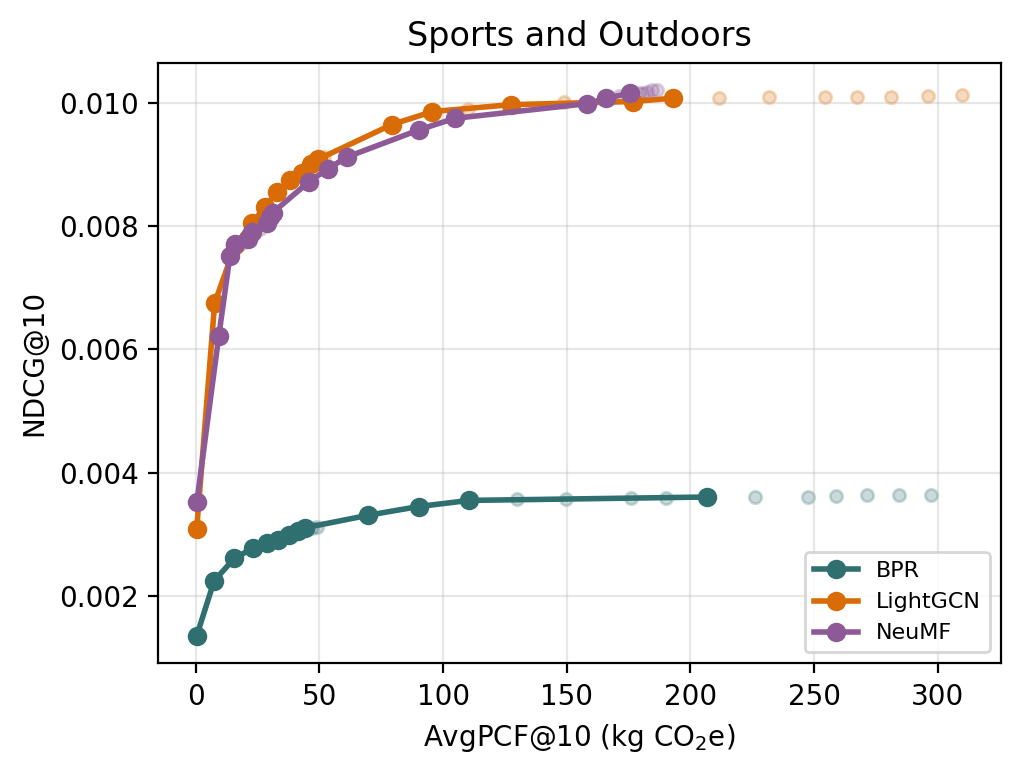 Sports and Outdoors
NDCG@10
0.010
0.008
0.006
0.004
0.002
0 50 100 150 200 250 300
AvgPCF@10 (kg CO₂e)
BPR
LightGCN
NeuMF